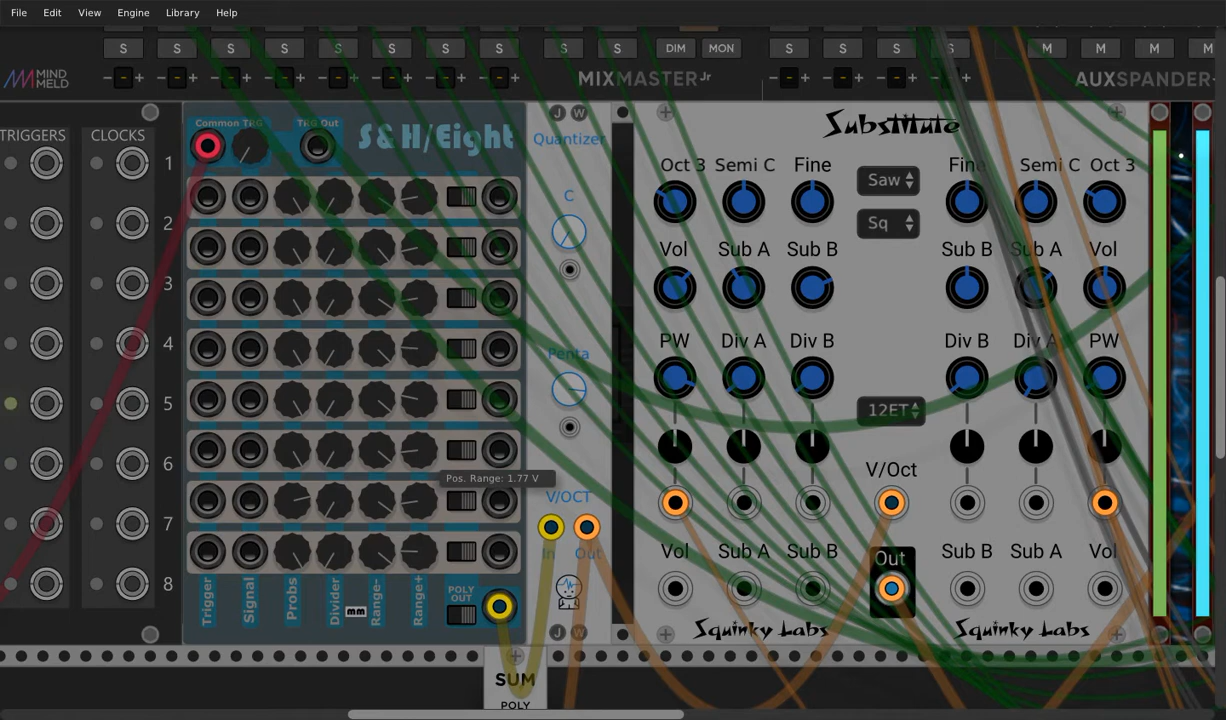 File Edit View Engine Library Help
S S S S S S S S S S DIM MON S S S S M M M M
MIND MELD
- + - + - + - + - + - + - + - + MIXMASTER Jr - + - + - + - + AUXSPANDER
TRIGGERS CLOCKS
1
2
3
4
5
6
7
8
Common TRG TRG Out S&H/Eight
Trigger Signal Probs Divider mm Range- Range+ POLY OUT
Pos. Range: 1.77 V
J W
Quantizer
C
Penta
V/OCT
In Out
J W
Substitute
Oct 3 Semi C Fine Saw Fine Semi C Oct 3
Sq
Vol Sub A Sub B Sub B Sub A Vol
PW Div A Div B Div B Div A PW
12ET
V/Oct
Vol Sub A Sub B Out Sub B Sub A Vol
Squinky Labs Squinky Labs
SUM
POLY